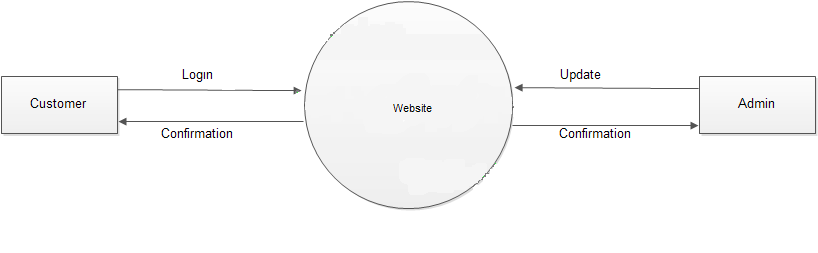 Login
Update
Customer
Website
Admin
Confirmation
Confirmation